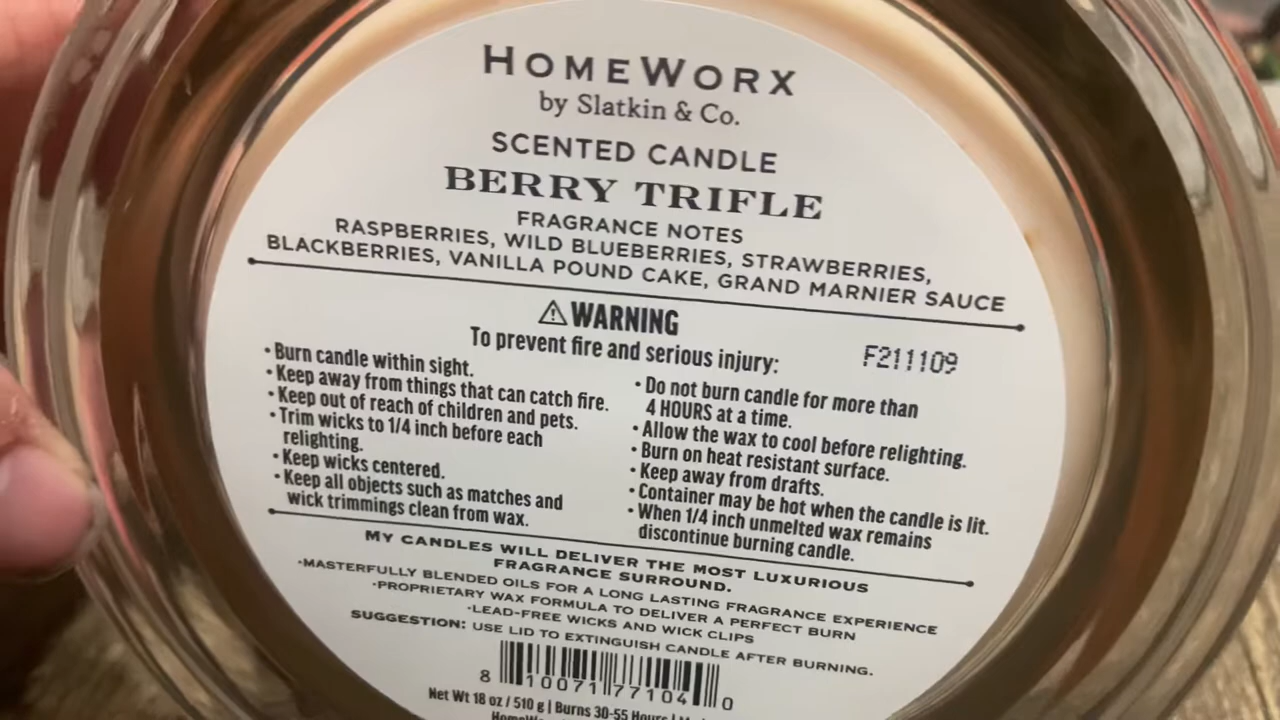 HOMEWORX
by Slatkin & Co.
SCENTED CANDLE
BERRY TRIFLE
FRAGRANCE NOTES
RASPBERRIES, WILD BLUEBERRIES, STRAWBERRIES,
BLACKBERRIES, VANILLA POUND CAKE, GRAND MARNIER SAUCE
⚠WARNING
To prevent fire and serious injury:
F211109
• Burn candle within sight.
• Keep away from things that can catch fire.
• Keep out of reach of children and pets.
• Trim wicks to 1/4 inch before each
relighting.
• Keep wicks centered.
• Keep all objects such as matches and
wick trimmings clean from wax.
• Do not burn candle for more than
4 HOURS at a time.
• Allow the wax to cool before relighting.
• Burn on heat resistant surface.
• Keep away from drafts.
• Container may be hot when the candle is lit.
• When 1/4 inch unmelted wax remains
discontinue burning candle.
MY CANDLES WILL DELIVER THE MOST LUXURIOUS
FRAGRANCE SURROUND.
•MASTERFULLY BLENDED OILS FOR A LONG LASTING FRAGRANCE EXPERIENCE
•PROPRIETARY WAX FORMULA TO DELIVER A PERFECT BURN
•LEAD-FREE WICKS AND WICK CLIPS
SUGGESTION: USE LID TO EXTINGUISH CANDLE AFTER BURNING.
8 10071 77104 0
Net Wt 18 oz / 510 g | Burns 30-55 Hours |